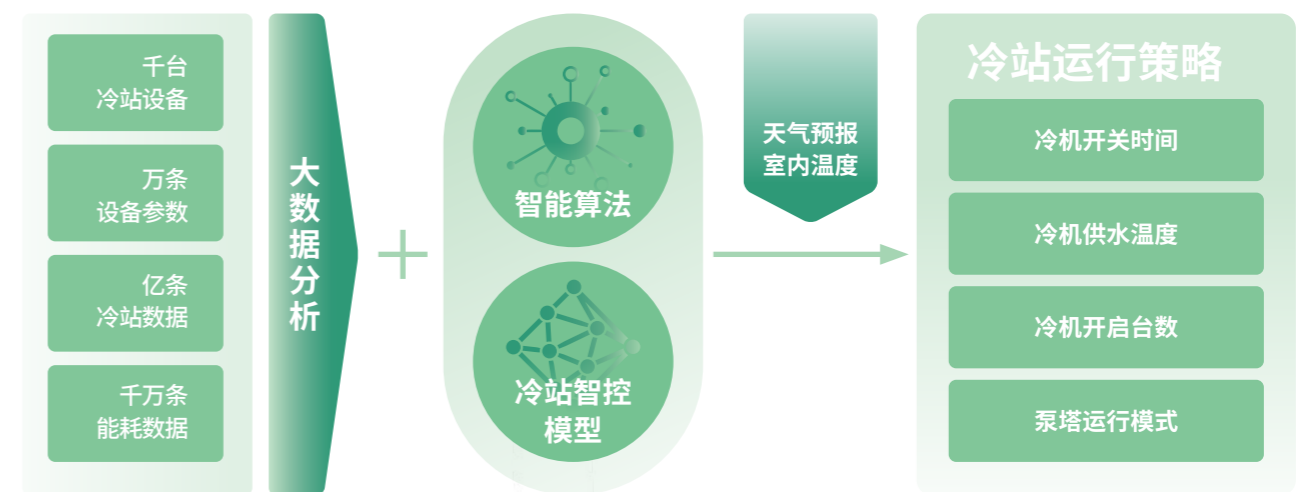 千台
冷站设备
万条
设备参数
亿条
冷站数据
千万条
能耗数据
大数据分析
智能算法
冷站智控
模型
天气预报
室内温度
冷站运行策略
冷机开关时间
冷机供水温度
冷机开启台数
泵塔运行模式